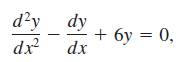 d²y/dx² − dy/dx + 6y = 0,